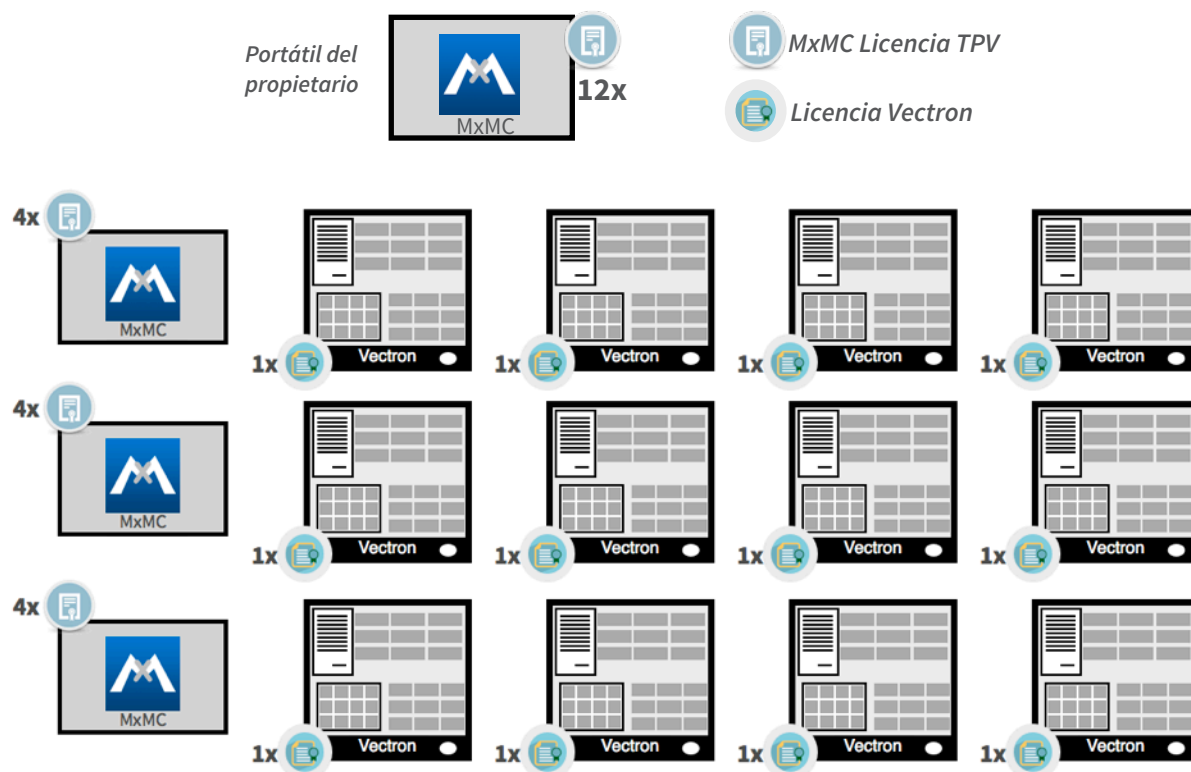 Portátil del
propietario
MxMC
12x
MxMC Licencia TPV
Licencia Vectron
4x
MxMC
1x
Vectron
1x
Vectron
1x
Vectron
1x
Vectron
4x
MxMC
1x
Vectron
1x
Vectron
1x
Vectron
1x
Vectron
4x
MxMC
1x
Vectron
1x
Vectron
1x
Vectron
1x
Vectron